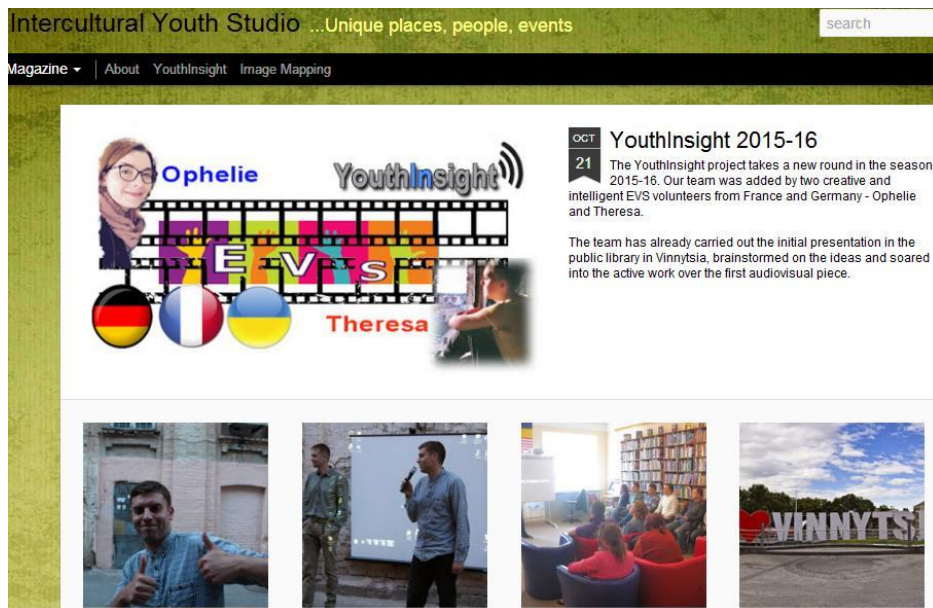 Intercultural Youth Studio ...Unique places, people, events
search
Magazine
About YouthInsight Image Mapping
Ophelie
YouthInsight
EVS
Theresa
OCT
21
YouthInsight 2015-16
The YouthInsight project takes a new round in the season
2015-16. Our team was added by two creative and
intelligent EVS volunteers from France and Germany - Ophelie
and Theresa.
The team has already carried out the initial presentation in the
public library in Vinnytsia, brainstormed on the ideas and soared
into the active work over the first audiovisual piece.
VINNYTSI